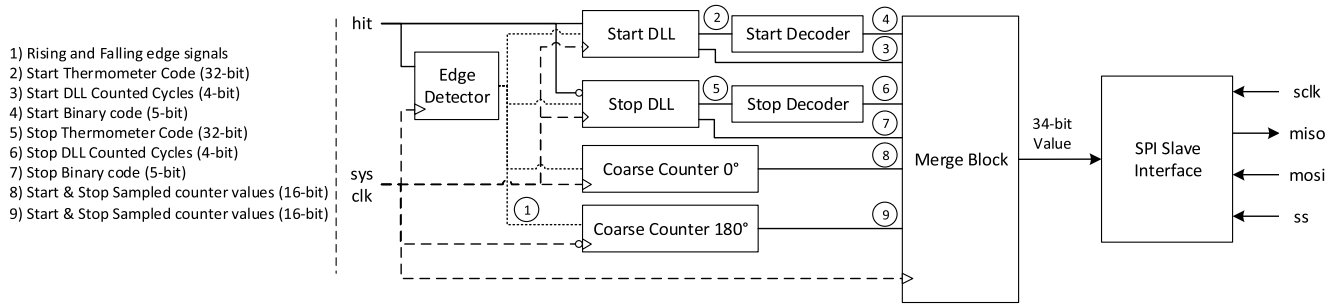 1) Rising and Falling edge signals
2) Start Thermometer Code (32-bit)
3) Start DLL Counted Cycles (4-bit)
4) Start Binary code (5-bit)
5) Stop Thermometer Code (32-bit)
6) Stop DLL Counted Cycles (4-bit)
7) Stop Binary code (5-bit)
8) Start & Stop Sampled counter values (16-bit)
9) Start & Stop Sampled counter values (16-bit)
hit
sys
clk
Edge
Detector
1
Start DLL
2
Start Decoder
4
3
Stop DLL
5
Stop Decoder
6
7
Coarse Counter 0°
8
Coarse Counter 180°
9
Merge Block
34-bit
Value
SPI Slave
Interface
sclk
miso
mosi
ss